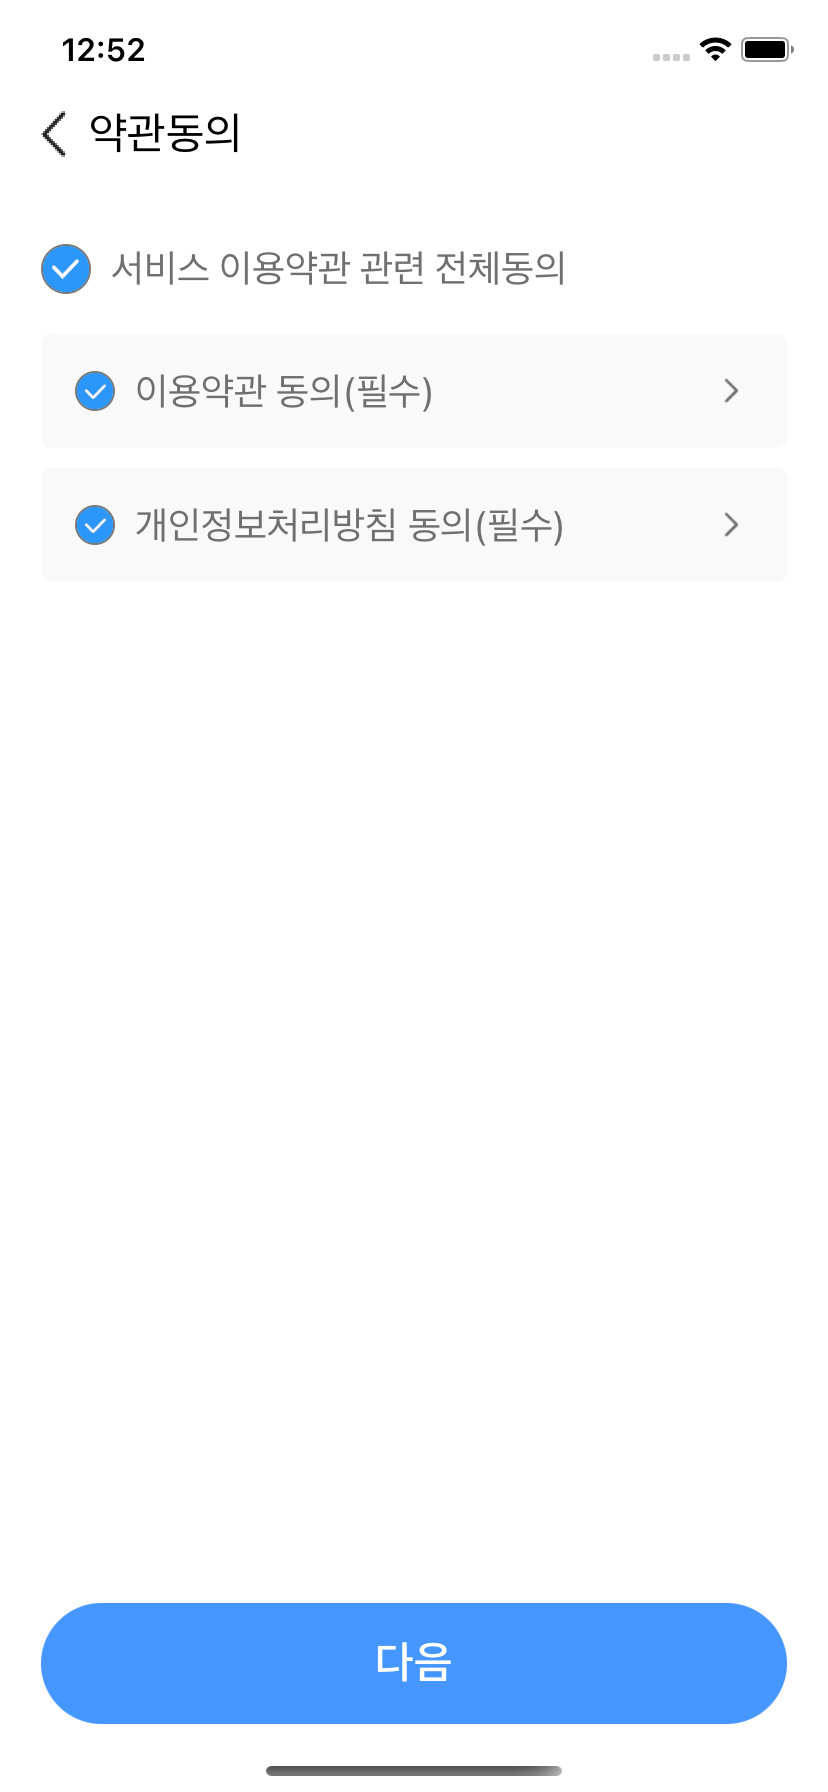 12:52
약관동의
서비스 이용약관 관련 전체동의
이용약관 동의(필수)
개인정보처리방침 동의(필수)
다음